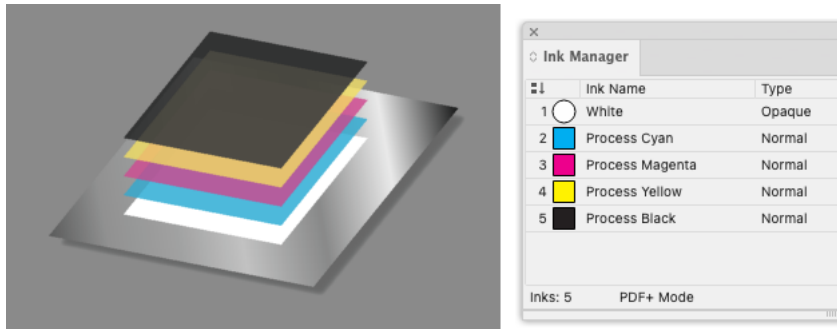 Ink Manager
Ink Name Type
1 White Opaque
2 Process Cyan Normal
3 Process Magenta Normal
4 Process Yellow Normal
5 Process Black Normal
Inks: 5 PDF+ Mode